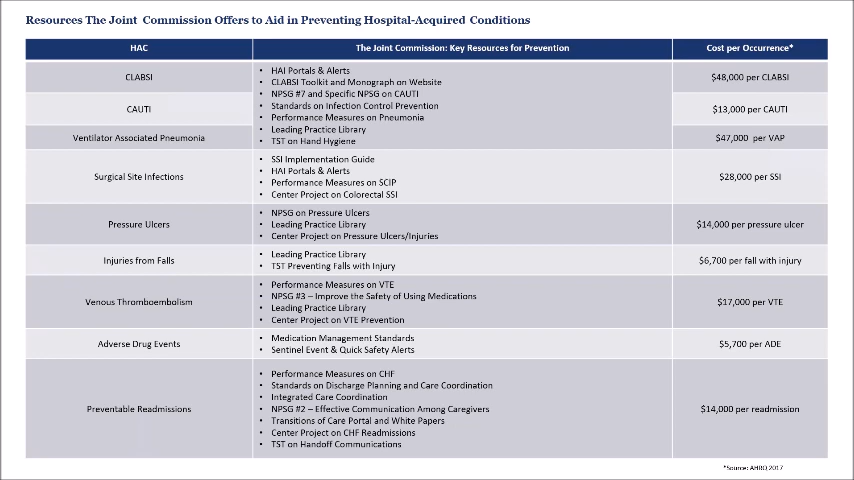 Resources The Joint Commission Offers to Aid in Preventing Hospital-Acquired Conditions
HAC
The Joint Commission: Key Resources for Prevention
Cost per Occurrence*
CLABSI
CAUTI
Ventilator Associated Pneumonia
• HAI Portals & Alerts
• CLABSI Toolkit and Monograph on Website
• NPSG #7 and Specific NPSG on CAUTI
• Standards on Infection Control Prevention
• Performance Measures on Pneumonia
• Leading Practice Library
• TST on Hand Hygiene
$48,000 per CLABSI
$13,000 per CAUTI
$47,000 per VAP
Surgical Site Infections
• SSI Implementation Guide
• HAI Portals & Alerts
• Performance Measures on SCIP
• Center Project on Colorectal SSI
$28,000 per SSI
Pressure Ulcers
• NPSG on Pressure Ulcers
• Leading Practice Library
• Center Project on Pressure Ulcers/Injuries
$14,000 per pressure ulcer
Injuries from Falls
• Leading Practice Library
• TST Preventing Falls with Injury
$6,700 per fall with injury
Venous Thromboembolism
• Performance Measures on VTE
• NPSG #3 – Improve the Safety of Using Medications
• Leading Practice Library
• Center Project on VTE Prevention
$17,000 per VTE
Adverse Drug Events
• Medication Management Standards
• Sentinel Event & Quick Safety Alerts
$5,700 per ADE
Preventable Readmissions
• Performance Measures on CHF
• Standards on Discharge Planning and Care Coordination
• Integrated Care Coordination
• NPSG #2 – Effective Communication Among Caregivers
• Transitions of Care Portal and White Papers
• Center Project on CHF Readmissions
• TST on Handoff Communications
$14,000 per readmission
*Source: AHRQ 2017